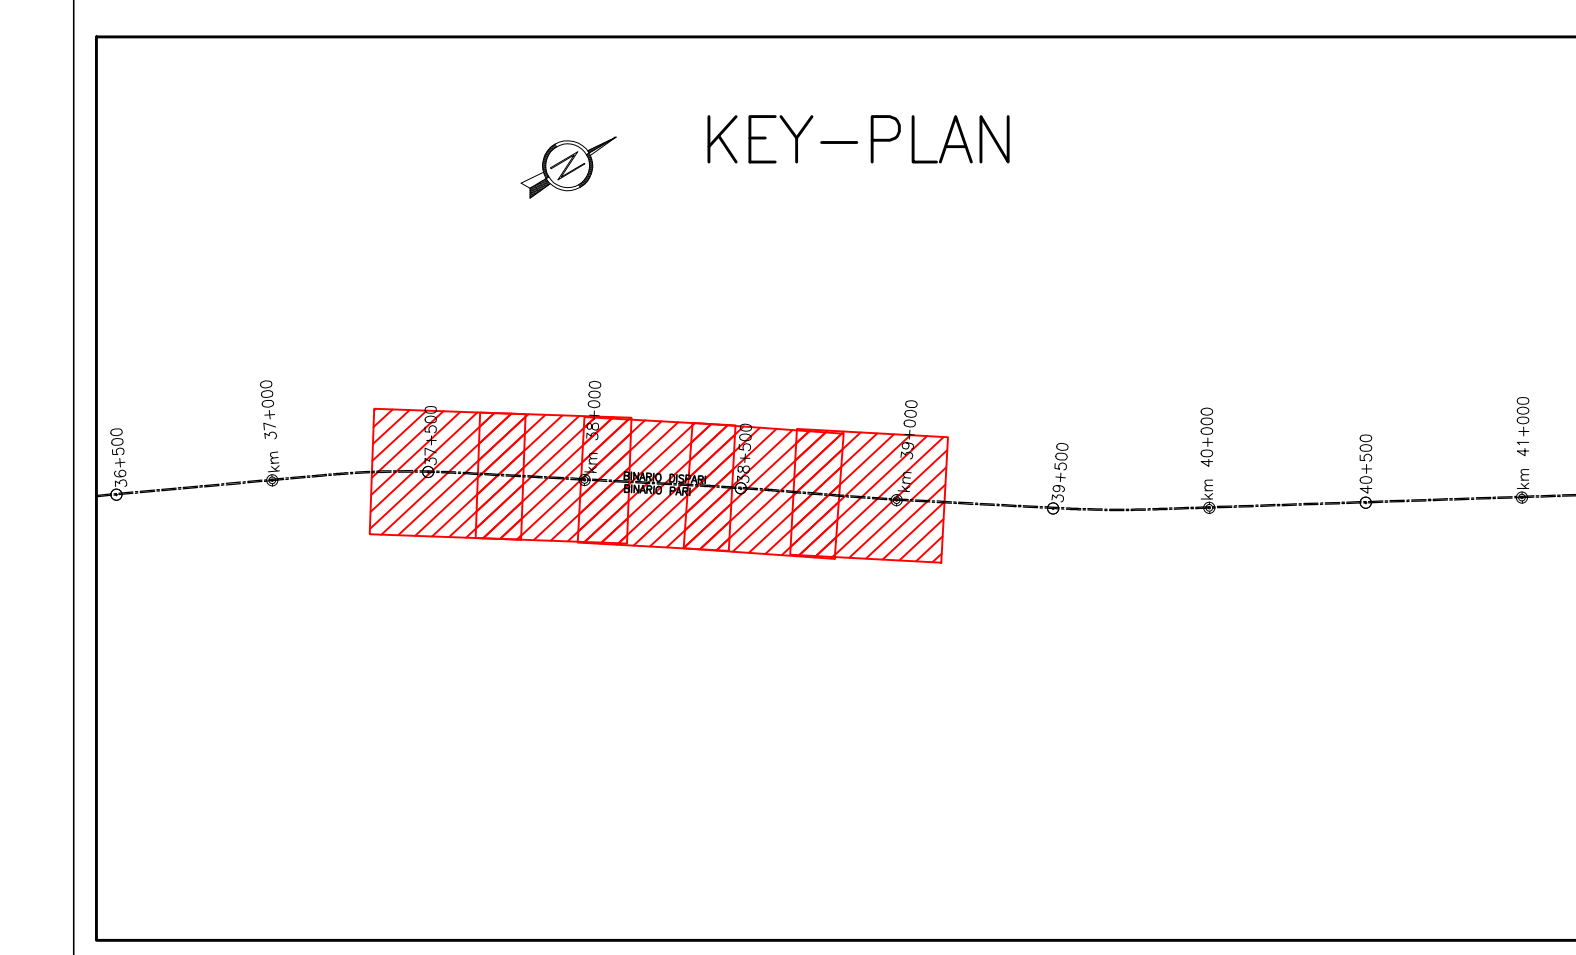 KEY-PLAN
N
36+500
km 37+000
37+500
km 38+000
BINARIO DISPARI
BINARIO PARI
38+500
km 39+000
39+500
km 40+000
40+500
km 41+000